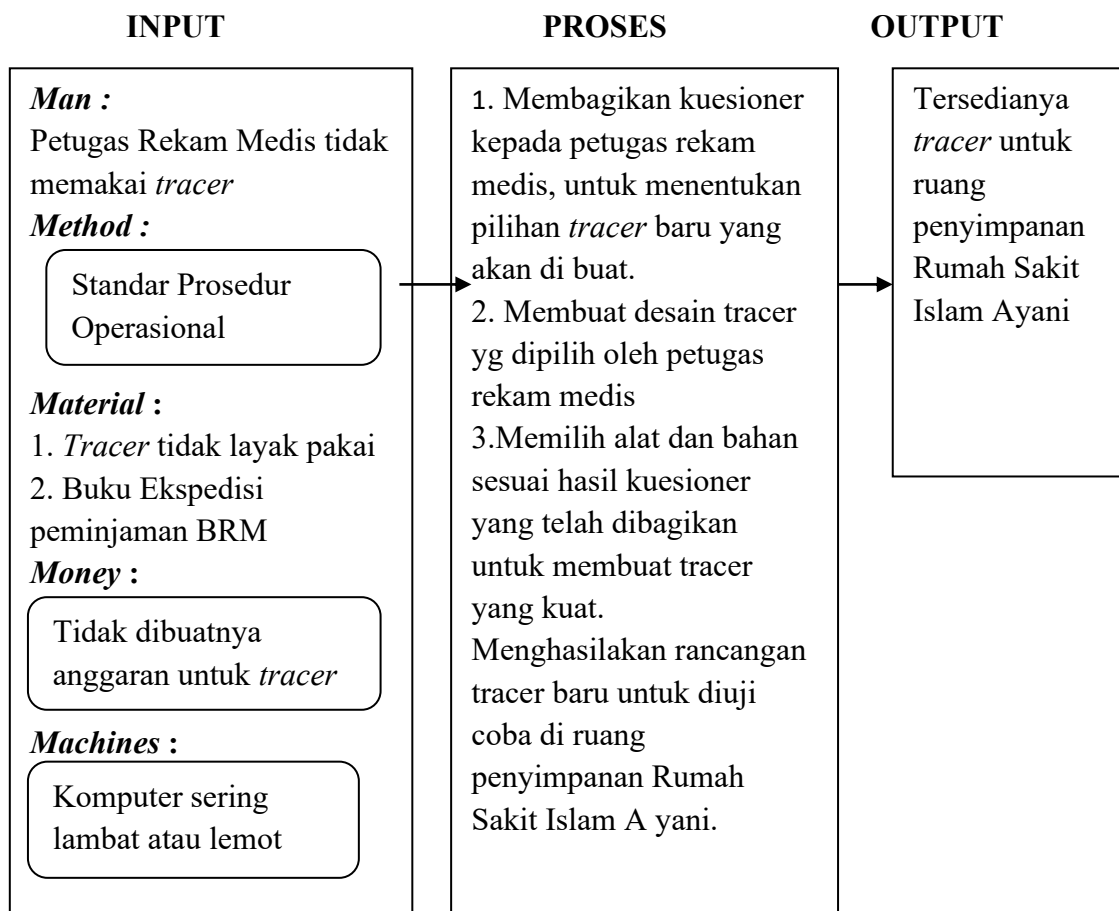 INPUT
PROSES
OUTPUT
Man :
Petugas Rekam Medis tidak
memakai tracer
Method :
Standar Prosedur
Operasional
Material :
1. Tracer tidak layak pakai
2. Buku Ekspedisi
peminjaman BRM
Money :
Tidak dibuatnya
anggaran untuk tracer
Machines :
Komputer sering
lambat atau lemot
1. Membagikan kuesioner
kepada petugas rekam
medis, untuk menentukan
pilihan tracer baru yang
akan di buat.
2. Membuat desain tracer
yg dipilih oleh petugas
rekam medis
3.Memilih alat dan bahan
sesuai hasil kuesioner
yang telah dibagikan
untuk membuat tracer
yang kuat.
Menghasilakan rancangan
tracer baru untuk diuji
coba di ruang
penyimpanan Rumah
Sakit Islam A yani.
Tersedianya
tracer untuk
ruang
penyimpanan
Rumah Sakit
Islam Ayani